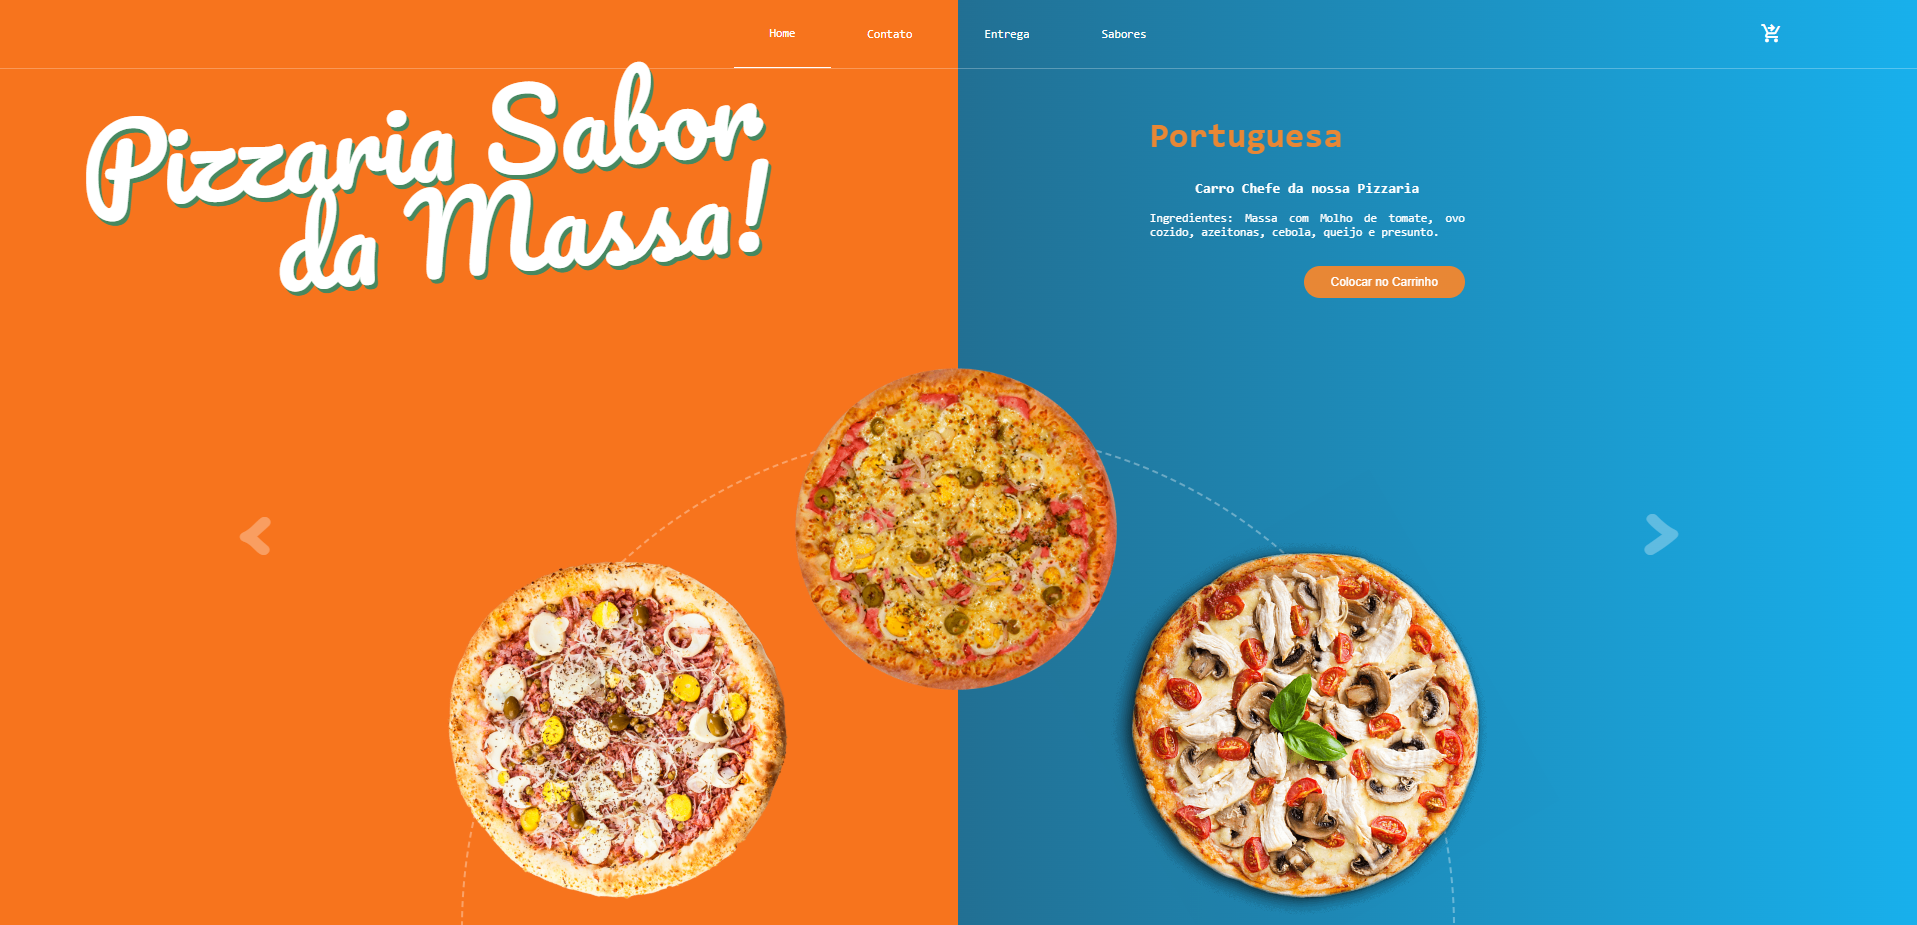 Home
Contato
Entrega
Sabores
Pizzaria Sabor
da Massa!
Portuguesa
Carro Chefe da nossa Pizzaria
Ingredientes: Massa com Molho de tomate, ovo
cozido, azeitonas, cebola, queijo e presunto.
Colocar no Carrinho